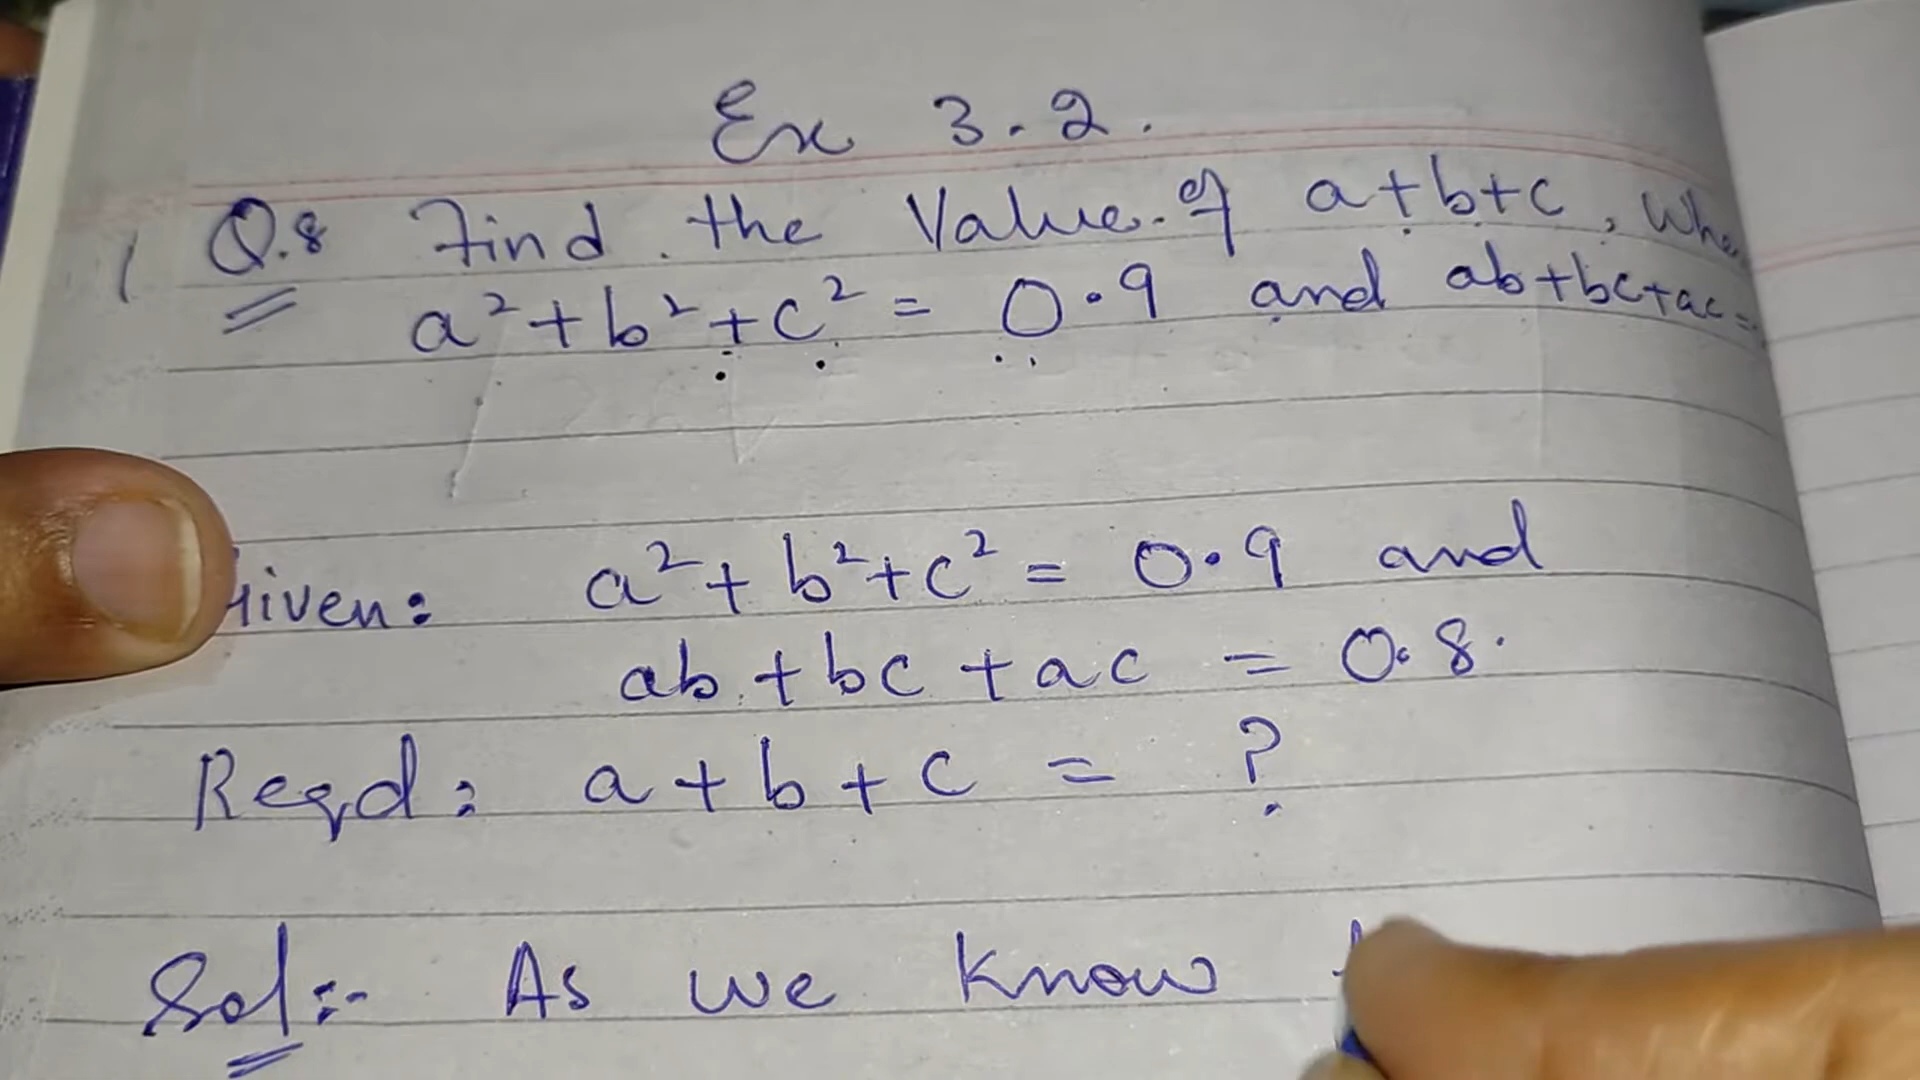 Ex 3.2.
Q.8 Find the Value of a+b+c,
a²+b²+c² = 0.9 and ab+bc+ac=
Given: a²+b²+c² = 0.9 and
ab+bc+ac = 0.8.
Reqd: a+b+c = ?
Sol:- As we know